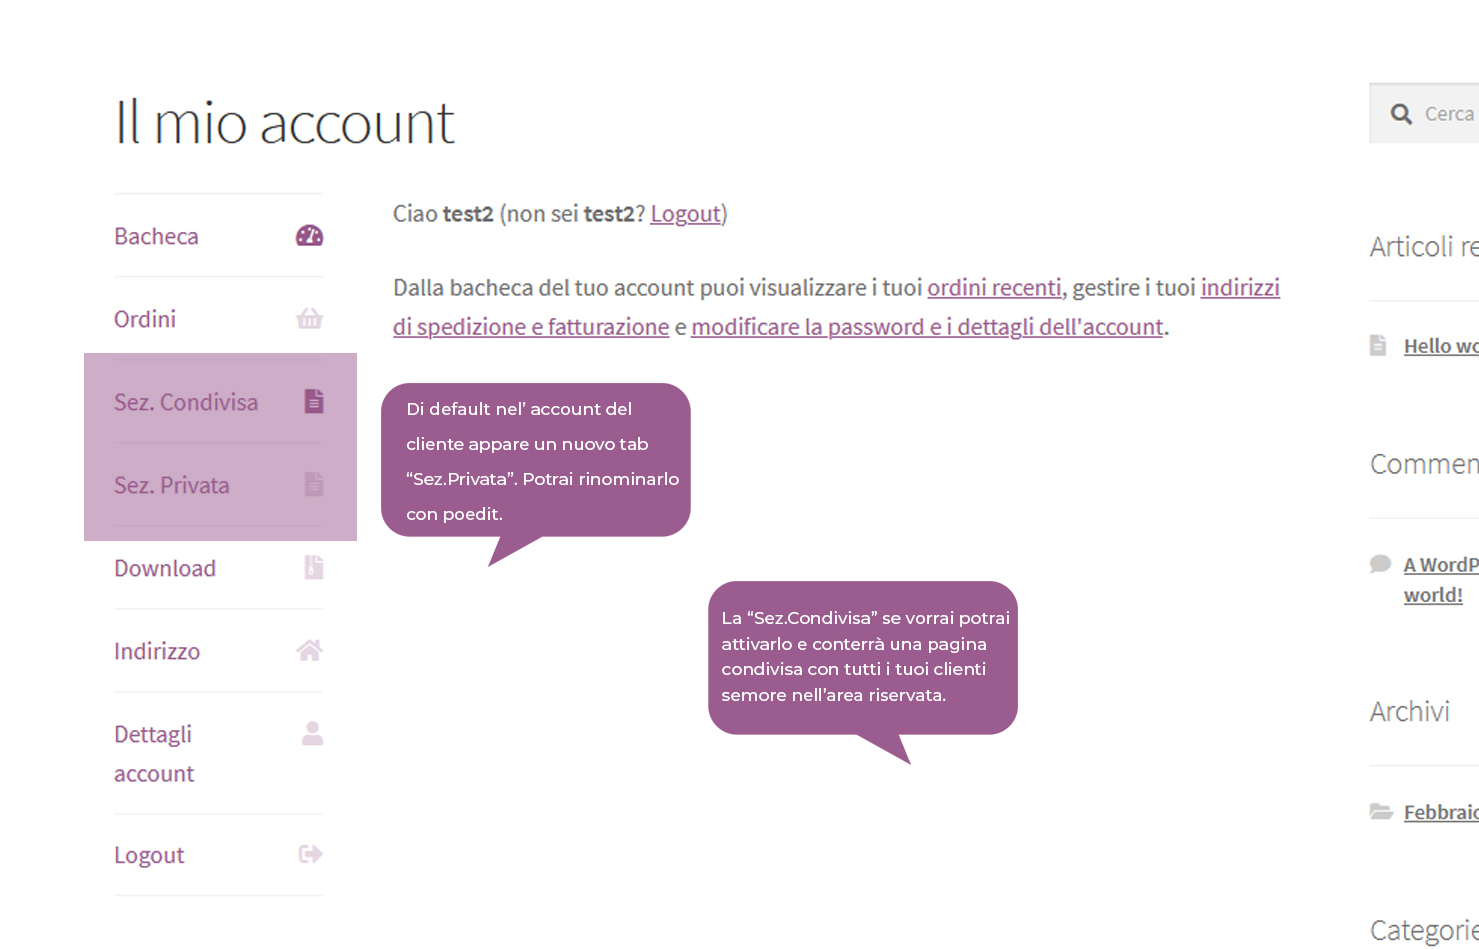 Il mio account
Cerca
Bacheca
Ordini
Sez. Condivisa
Sez. Privata
Download
Indirizzo
Dettagli
account
Logout
Ciao test2 (non sei test2? Logout)
Dalla bacheca del tuo account puoi visualizzare i tuoi ordini recenti, gestire i tuoi indirizzi
di spedizione e fatturazione e modificare la password e i dettagli dell'account.
Di default nel’ account del
cliente appare un nuovo tab
“Sez.Privata”. Potrai rinominarlo
con poedit.
La “Sez.Condivisa” se vorrai potrai
attivarlo e conterrà una pagina
condivisa con tutti i tuoi clienti
semore nell’area riservata.
Articoli re
Hello wo
Commen
A WordP
world!
Archivi
Febbraio
Categorie